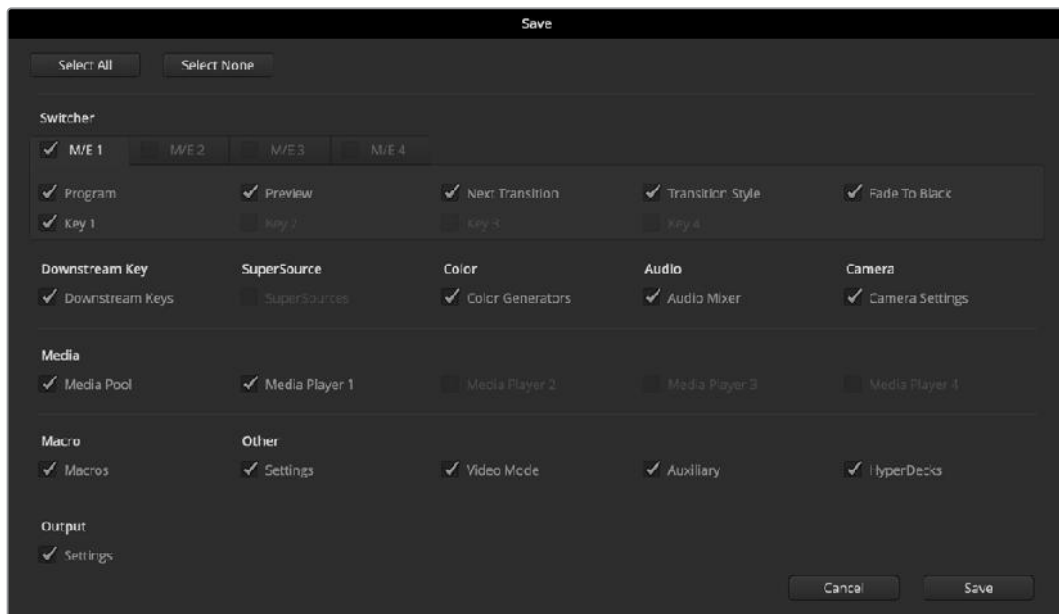 Save
Select All Select None
Switcher
M/E 1 M/E 2 M/E 3 M/E 4
Program Preview Next Transition Transition Style Fade To Black
Key 1 Key 2 Key 3 Key 4
Downstream Key SuperSource Color Audio Camera
Downstream Keys SuperSources Color Generators Audio Mixer Camera Settings
Media
Media Pool Media Player 1 Media Player 2 Media Player 3 Media Player 4
Macro Other
Macros Settings Video Mode Auxiliary HyperDecks
Output
Settings
Cancel Save